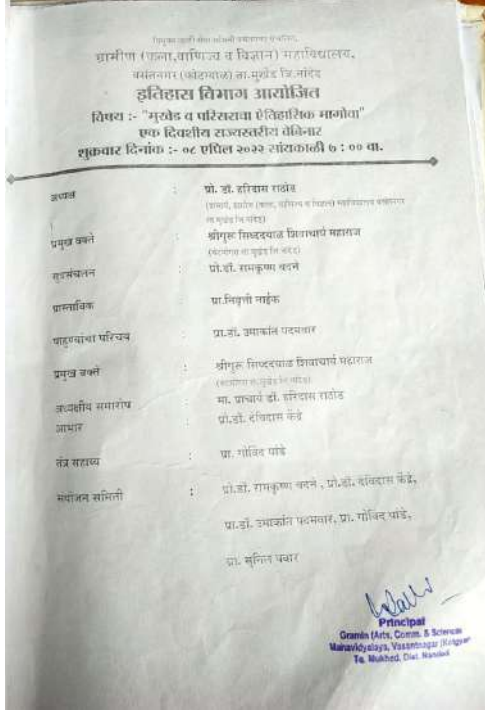 ग्रामीण (कला,वाणिज्य व विज्ञान) महाविद्यालय,
वसंतनगर (कोटग्याळ) ता.मुखेड जि.नांदेड
इतिहास विभाग आयोजित
विषय :- "मुखेड व परिसराचा ऐतिहासिक मागोवा"
एक दिवशीय राज्यस्तरीय वेबिनार
शुक्रवार दिनांक :- ०८ एप्रिल २०२२ सांयकाळी ७ : ०० वा.
अध्यक्ष : प्रो. डॉ. हरिदास राठोड
ता मुखेड जि नांदेड)
प्रमुख वक्ते : श्रीगुरू सिध्ददयाळ शिवाचार्य महाराज
ता.मुखेड जि नांदेड)
सुत्रसंचलन : प्रो.डॉ. रामकृष्ण बदने
प्रास्ताविक : प्रा.निवृत्ती नाईक
पाहुण्यांचा परिचय : प्रा.डॉ. उमाकांत पदमवार
प्रमुख वक्ते : श्रीगुरू सिध्ददयाळ शिवाचार्य महाराज
ता.मुखेड जि नांदेड)
अध्यक्षीय समारोप : मा. प्राचार्य डॉ. हरिदास राठोड
आभार : प्रो.डॉ. देविदास केंद्रे
तंत्र सहाय्य : प्रा. गोविंद पांडे
संयोजन समिती : प्रो.डॉ. रामकृष्ण बदने , प्रो.डॉ. देविदास केंद्रे,
प्रा.डॉ. उमाकांत पदमवार, प्रा. गोविंद पांडे,
प्रा. सुनिल पवार
Principal
Gramin (Arts, Comm. & Science
Mahavidyalaya, Vasantnagar
Tq. Mukhed, Dist. Nanded